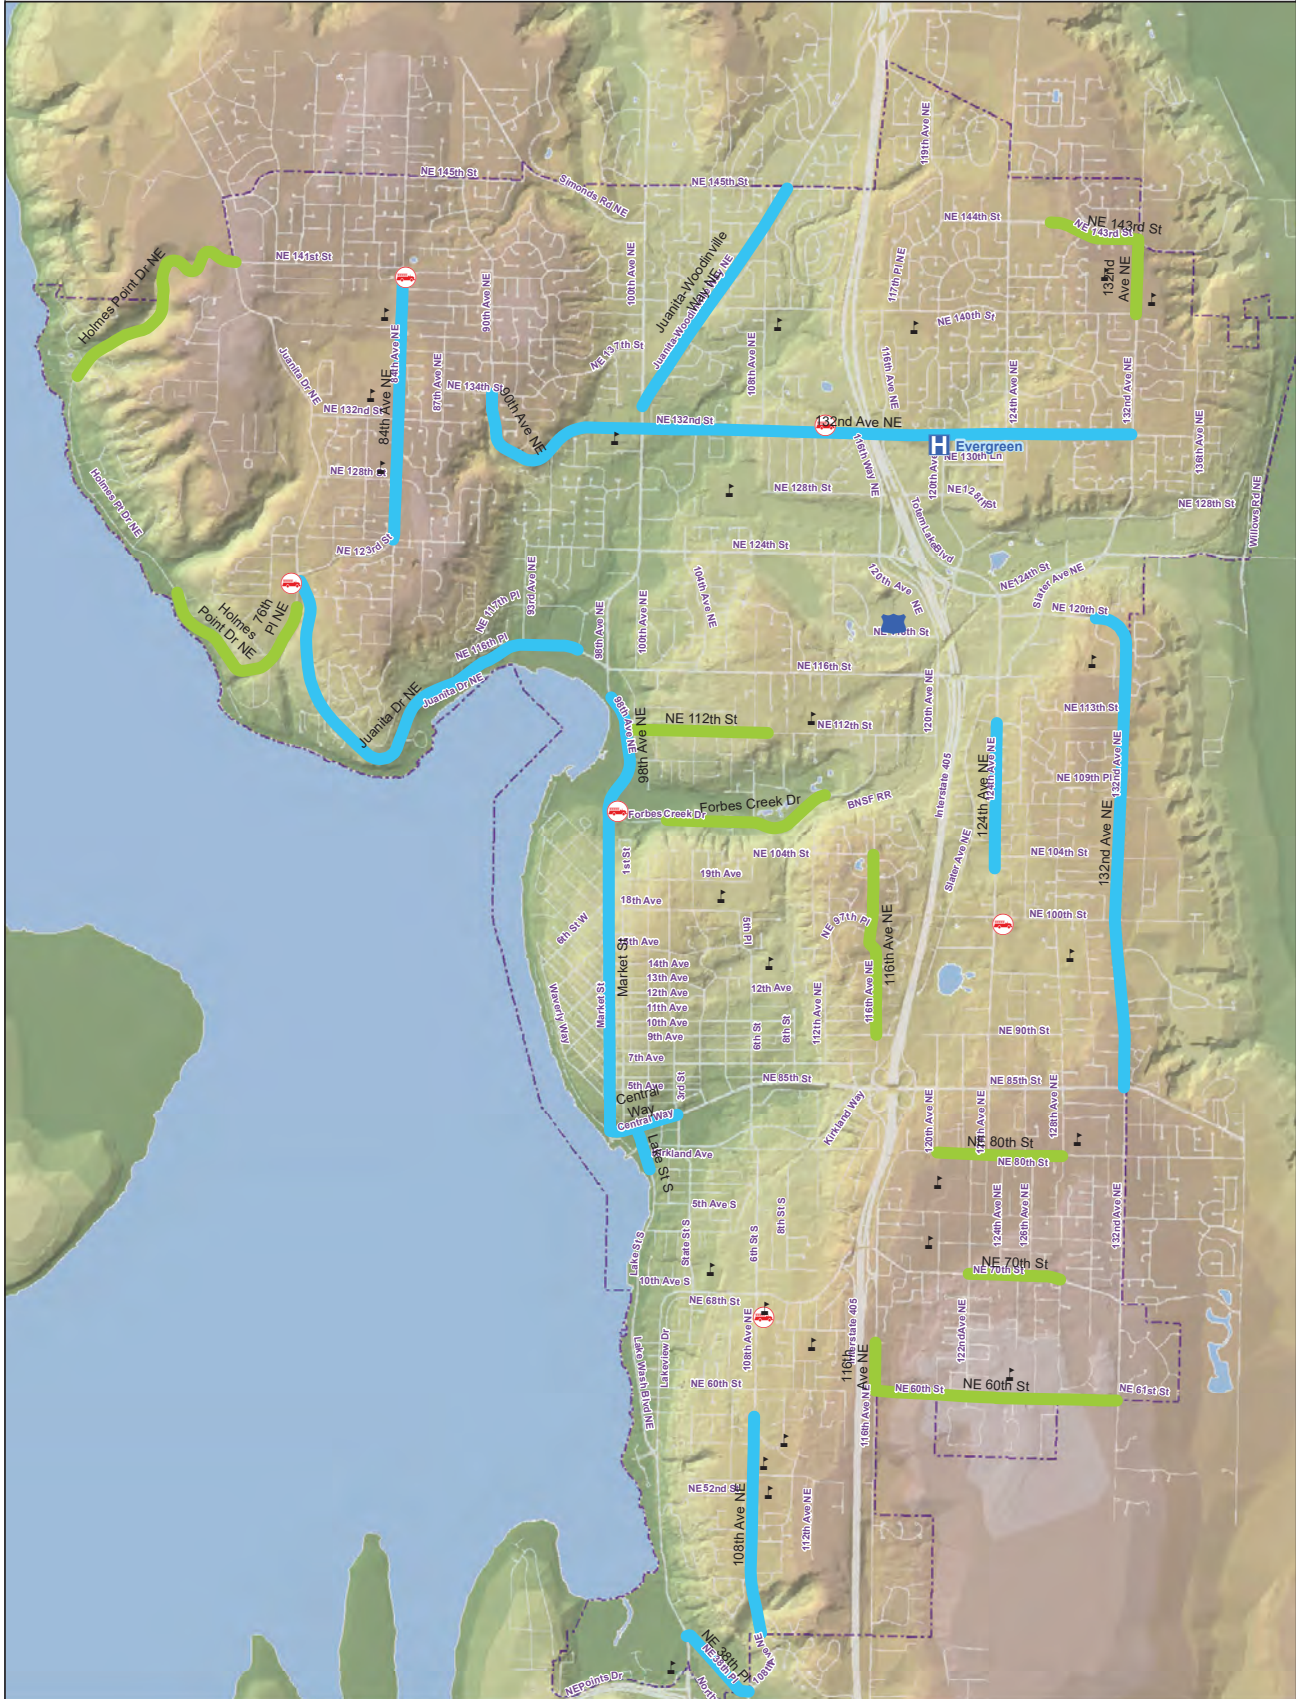 119th Ave NE
NE 145th St
NE 145th St
Simonds Rd NE
NE 144th St
NE 143rd St
NE 143rd St
Juanita-Woodinville
Way NE
NE 141st St
Holmes Point Dr NE
100th Ave NE
117th Pl NE
132nd
Ave NE
90th Ave NE
NE 140th St
NE 137th St
108th Ave NE
116th Ave NE
Juanita Dr NE
84th Ave NE
84th Ave NE
87th Ave NE
NE 134th St
90th Ave NE
124th Ave NE
132nd Ave NE
NE 132nd St
NE 132nd St
132nd Ave NE
H Evergreen
136th Ave NE
NE 130th Ln
116th Way NE
NE 128th St
NE 128th St
NE 128th St
Holmes Pt Dr NE
Totem Lake Blvd
Willows Rd NE
NE 124th St
NE 123rd St
NE124th St
Slater Ave NE
120th Ave NE
104th Ave NE
93rd Ave NE
NE 117th Pl
NE 116th Pl
98th Ave NE
100th Ave NE
NE 120th St
76th
Pl NE
Holmes
Point Dr NE
NE 116th St
120th Ave NE
Juanita Dr NE
Juanita Dr NE
98th Ave NE
98th Ave NE
NE 112th St
NE 112th St
NE 113th St
Interstate 405
124th Ave NE
124th Ave NE
132nd Ave NE
132nd Ave NE
NE 109th Pl
Forbes Creek Dr
Forbes Creek Dr
BNSF RR
NE 104th St
NE 104th St
Slater Ave NE
1st St
19th Ave
18th Ave
NE 100th St
6th St W
5th Pl
NE 97th Pl
116th Ave NE
116th Ave NE
Market St
Market St
14th Ave
13th Ave
12th Ave
12th Ave
11th Ave
10th Ave
9th Ave
7th Ave
5th Ave
Waverly Way
6th St
8th St
112th Ave NE
NE 90th St
3rd St
NE 85th St
NE 85th St
Central
Way
Central Way
Kirkland Way
120th Ave NE
128th Ave NE
NE 80th St
NE 80th St
Lake St S
5th Ave S
State St S
6th St S
8th St S
124th Ave NE
126th Ave NE
132nd Ave NE
Lake St S
10th Ave S
NE 70th St
NE 70th St
NE 68th St
108th Ave NE
Interstate 405
122nd Ave NE
Lakeview Dr
Lake Wash Blvd NE
116th
Ave NE
116th Ave NE
NE 60th St
NE 60th St
NE 60th St
NE 61st St
NE 52nd St
108th Ave NE
112th Ave NE
NE 38th Pl
NE 38th Pl
NE Points Dr